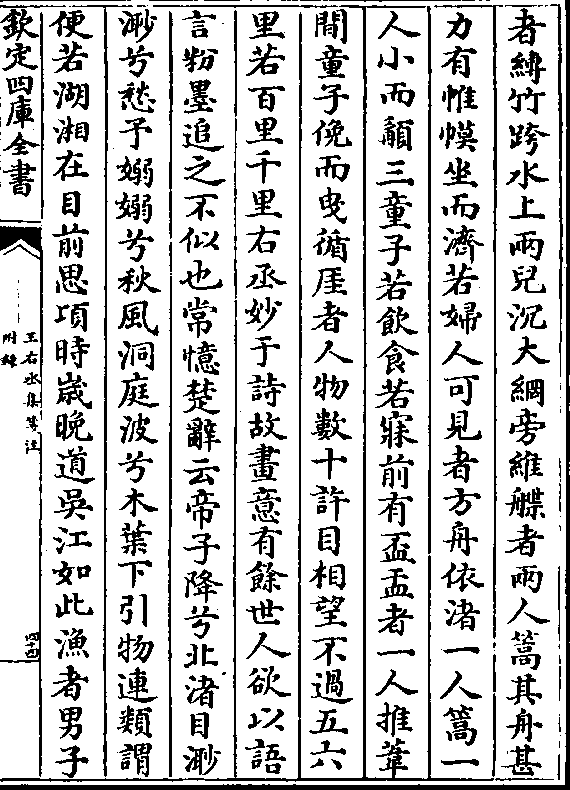 者縛竹跨水上兩兒沉大網旁維艓者兩人篙其舟甚
力有帷幙坐而濟若婦人可見者方舟依渚一人篙一
人小而顱三童子若飲食若寐前有盃盂者一人推葦
間童子俛而曳循厓者人物數十許目相望不過五六
里若百里千里右丞妙于詩故畫意有餘世人欲以語
言粉墨追之不似也常憶楚辭云帝子降兮北渚目渺
渺兮愁予嫋嫋兮秋風洞庭波兮木葉下引物連類謂
便若湖湘在目前思項時歲晚道吳江如此漁者男子
欽定四庫全書
王右丞集箋注
附録
四四